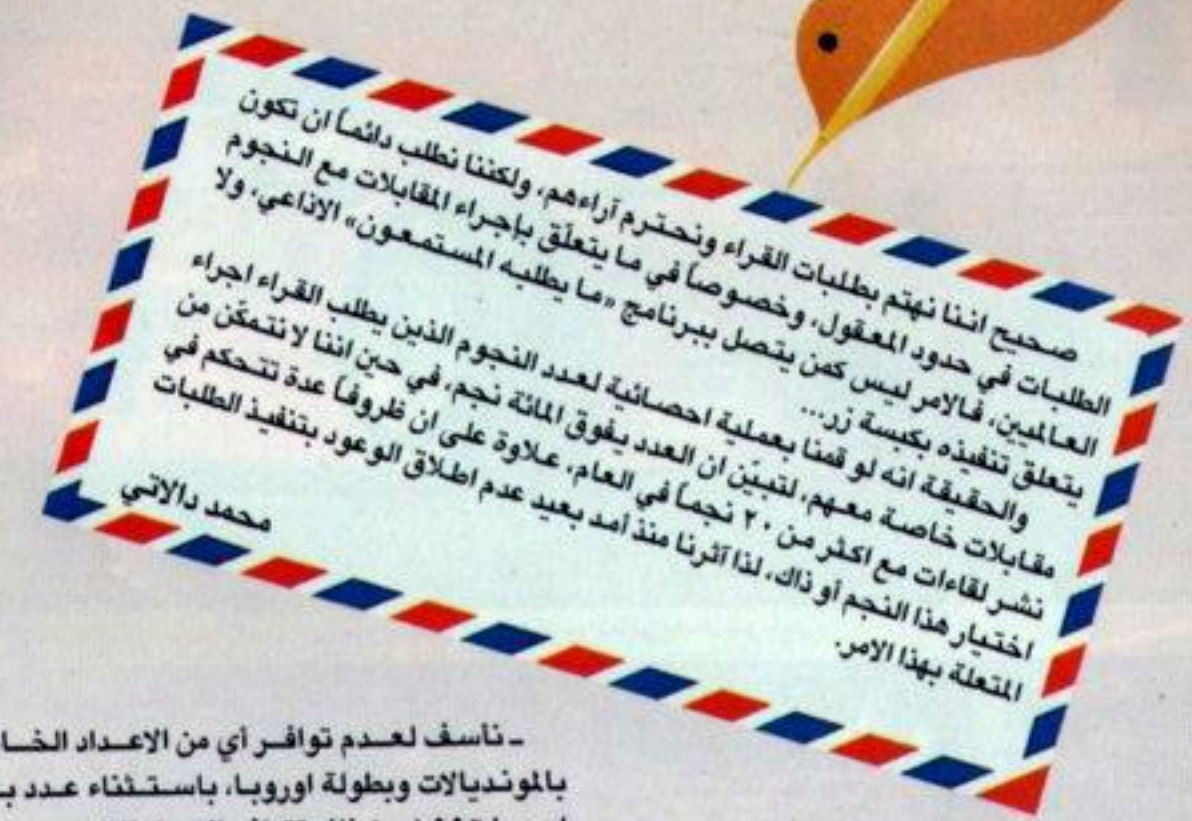 صحيح اننا نهتم بطلبات القراء ونحترم آراءهم، ولكننا نطلب دائماً ان تكون
الطلبات في حدود المعقول، وخصوصاً في ما يتعلّق بإجراء المقابلات مع النجوم
العالميين، فالامر ليس كمن يتصل ببرنامج «ما يطلبه المستمعون» الاذاعي، ولا
يتعلق تنفيذه بكبسة زر...
والحقيقة انه لو قمنا بعملية احصائية لعدد النجوم الذين يطلب القراء اجراء
مقابلات خاصة معهم، لتبيّن ان العدد يفوق المائة نجم، في حين اننا لا نتمكّن من
نشر لقاءات مع اكثر من ٢٠ نجماً في العام، علاوة على ان ظروفاً عدة تتحكم في
اختيار هذا النجم أو ذاك، لذا آثرنا منذ أمد بعيد عدم اطلاق الوعود بتنفيذ الطلبات
المتعلة بهذا الامر.
محمد دالاتي
ـ نأسف لعدم توافر أي من الاعداد
بالمونديالات وبطولة اوروبا، باستثناء عدد